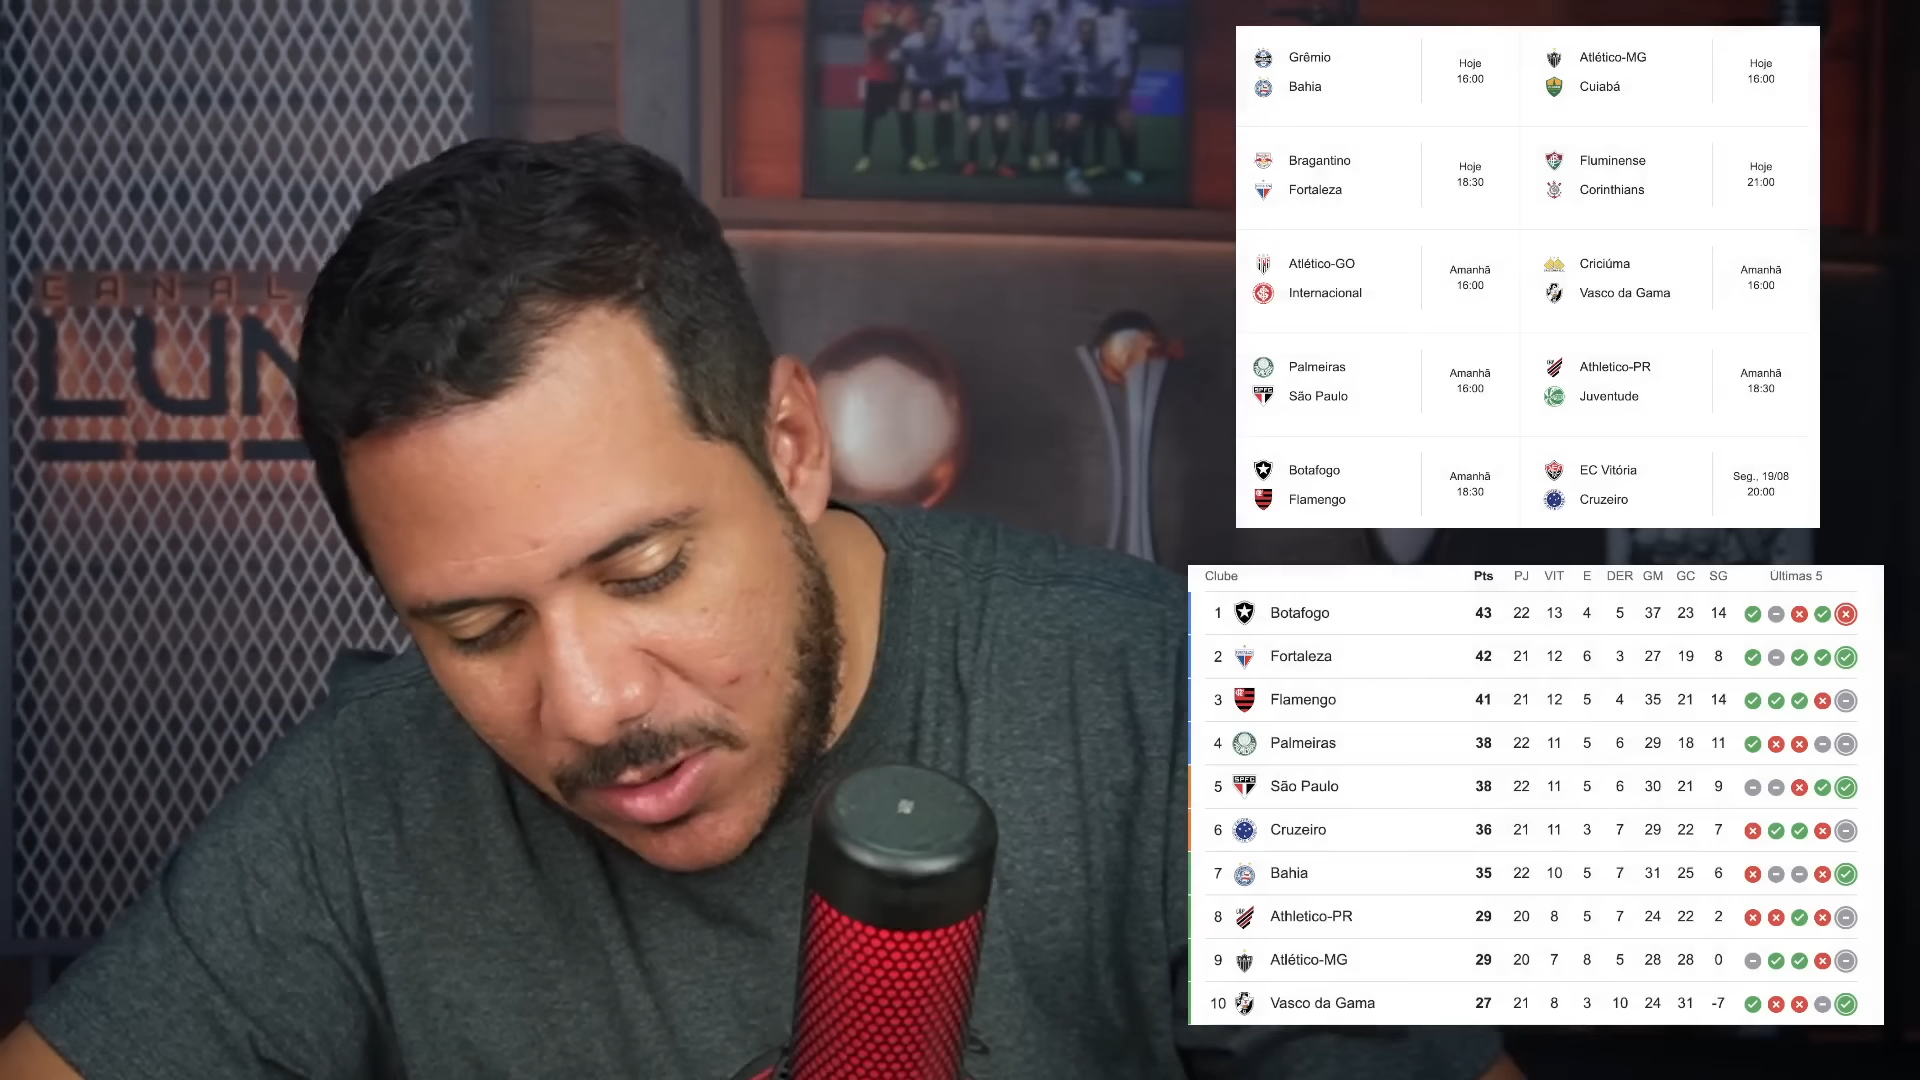 CANAL
LUN
Grêmio
Bahia
Hoje
16:00
Atlético-MG
Cuiabá
Hoje
16:00
Bragantino
Fortaleza
Hoje
18:30
Fluminense
Corinthians
Hoje
21:00
Atlético-GO
Internacional
Amanhã
16:00
Criciúma
Vasco da Gama
Amanhã
16:00
Palmeiras
São Paulo
Amanhã
16:00
Athletico-PR
Juventude
Amanhã
18:30
Botafogo
Flamengo
Amanhã
18:30
EC Vitória
Cruzeiro
Seg., 19/08
20:00
Clube Pts PJ VIT E DER GM GC SG Últimas 5
1 Botafogo 43 22 13 4 5 37 23 14
2 Fortaleza 42 21 12 6 3 27 19 8
3 Flamengo 41 21 12 5 4 35 21 14
4 Palmeiras 38 22 11 5 6 29 18 11
5 São Paulo 38 22 11 5 6 30 21 9
6 Cruzeiro 36 21 11 3 7 29 22 7
7 Bahia 35 22 10 5 7 31 25 6
8 Athletico-PR 29 20 8 5 7 24 22 2
9 Atlético-MG 29 20 7 8 5 28 28 0
10 Vasco da Gama 27 21 8 3 10 24 31 -7